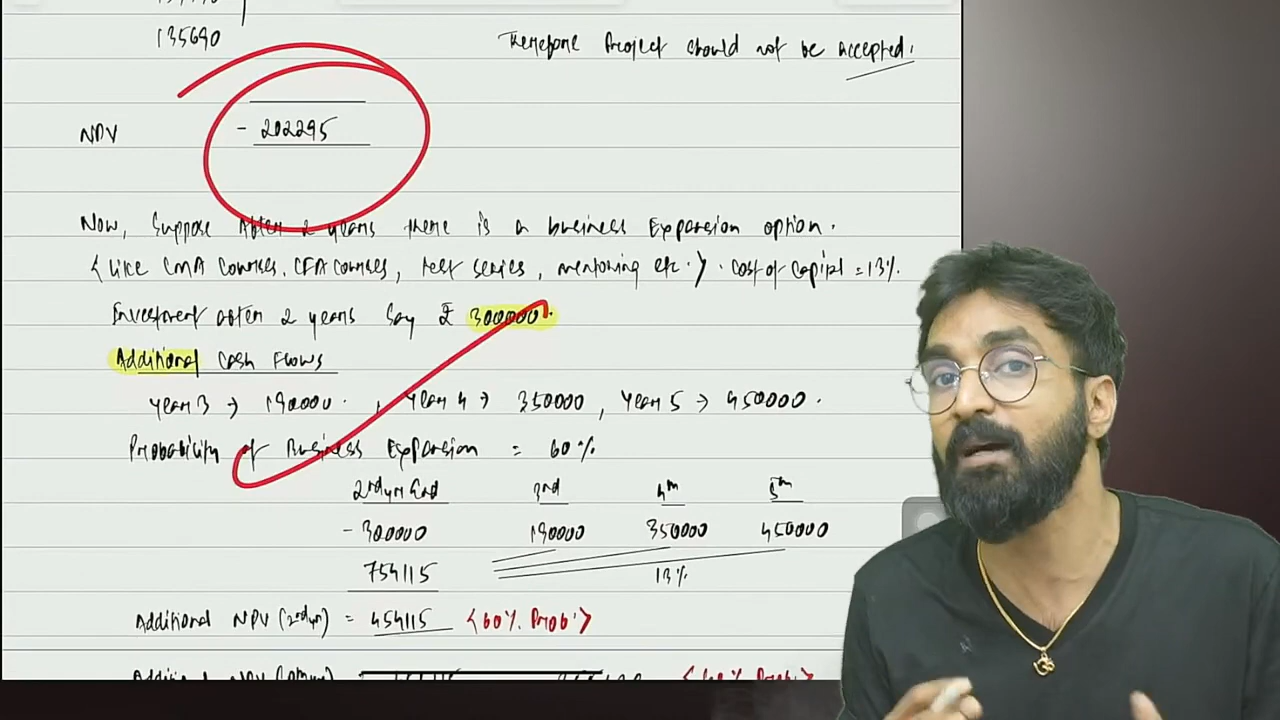 135690
Therefore Project should not be accepted.
NPV - 202295
Now, Suppose After 2 years there is a business Expansion option.
(Like CMA Courses, CFA Courses, test series, mentoring etc.) . Cost of Capital = 13%.
Investment after 2 years Say ₹ 300000.
Additional Cash Flows
Year 3 → 190000. , Year 4 → 350000, Year 5 → 450000.
Probability of Business Expansion = 60%
2nd yr End 3rd 4th 5th
- 300000 190000 350000 450000
754115 13%
Additional NPV (2nd yr) = 454115 (60% Prob.)